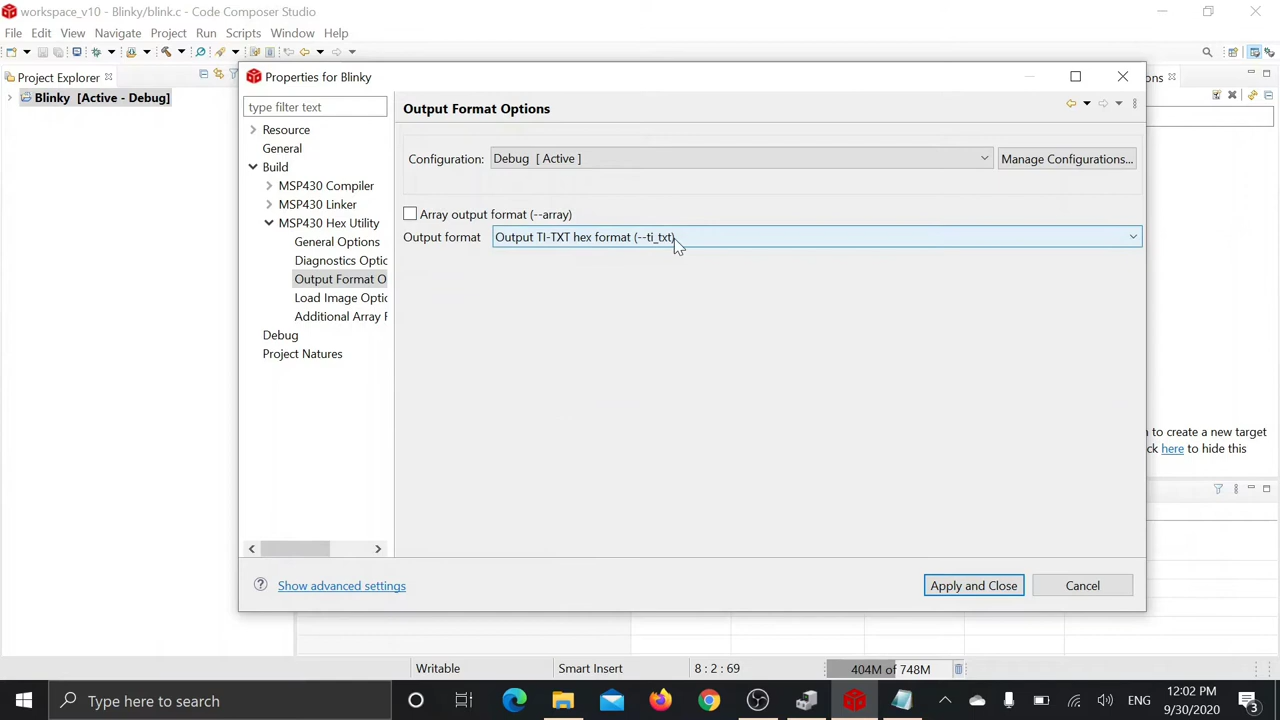 workspace_v10 - Blinky/blink.c - Code Composer Studio
File Edit View Navigate Project Run Scripts Window Help
Project Explorer
Blinky [Active - Debug]
Properties for Blinky
type filter text
Resource
General
Build
MSP430 Compiler
MSP430 Linker
MSP430 Hex Utility
General Options
Diagnostics Optic
Output Format O
Load Image Optic
Additional Array F
Debug
Project Natures
Output Format Options
Configuration: Debug [ Active ] Manage Configurations...
Array output format (--array)
Output format Output TI-TXT hex format (--ti_txt)
ons
n to create a new target
ck here to hide this
? Show advanced settings
Apply and Close Cancel
Writable Smart Insert 8 : 2 : 69 404M of 748M
Type here to search
ENG
12:02 PM
9/30/2020
3